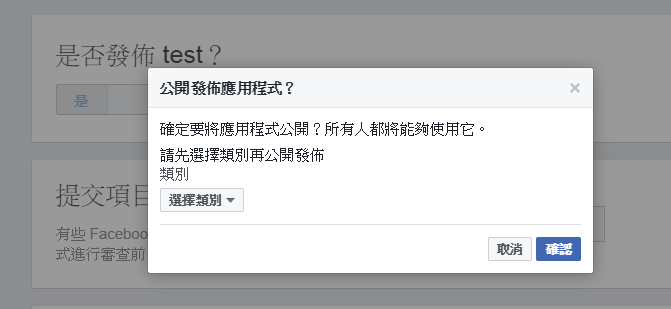 是否發佈 test？
是
公開發佈應用程式？
×
確定要將應用程式公開？所有人都將能夠使用它。
請先選擇類別再公開發佈
類別
選擇類別
取消 確認
提交項目
有些 Facebook
式進行審查前